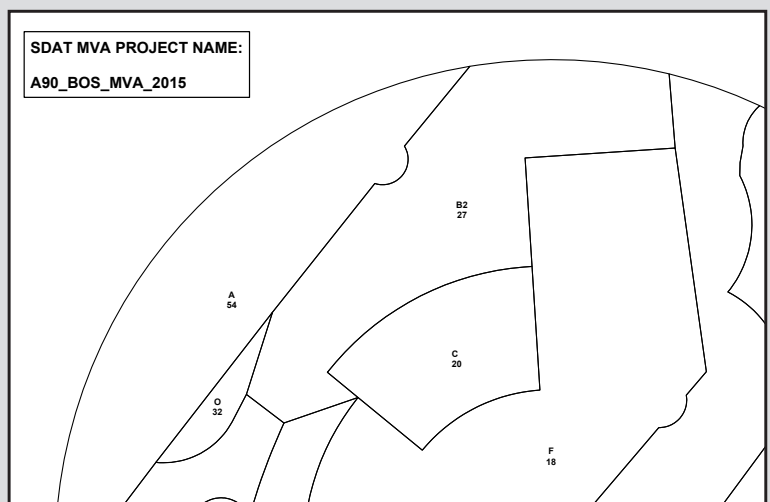 SDAT MVA PROJECT NAME:
A90_BOS_MVA_2015
B2
27
A
54
C
20
O
32
F
18